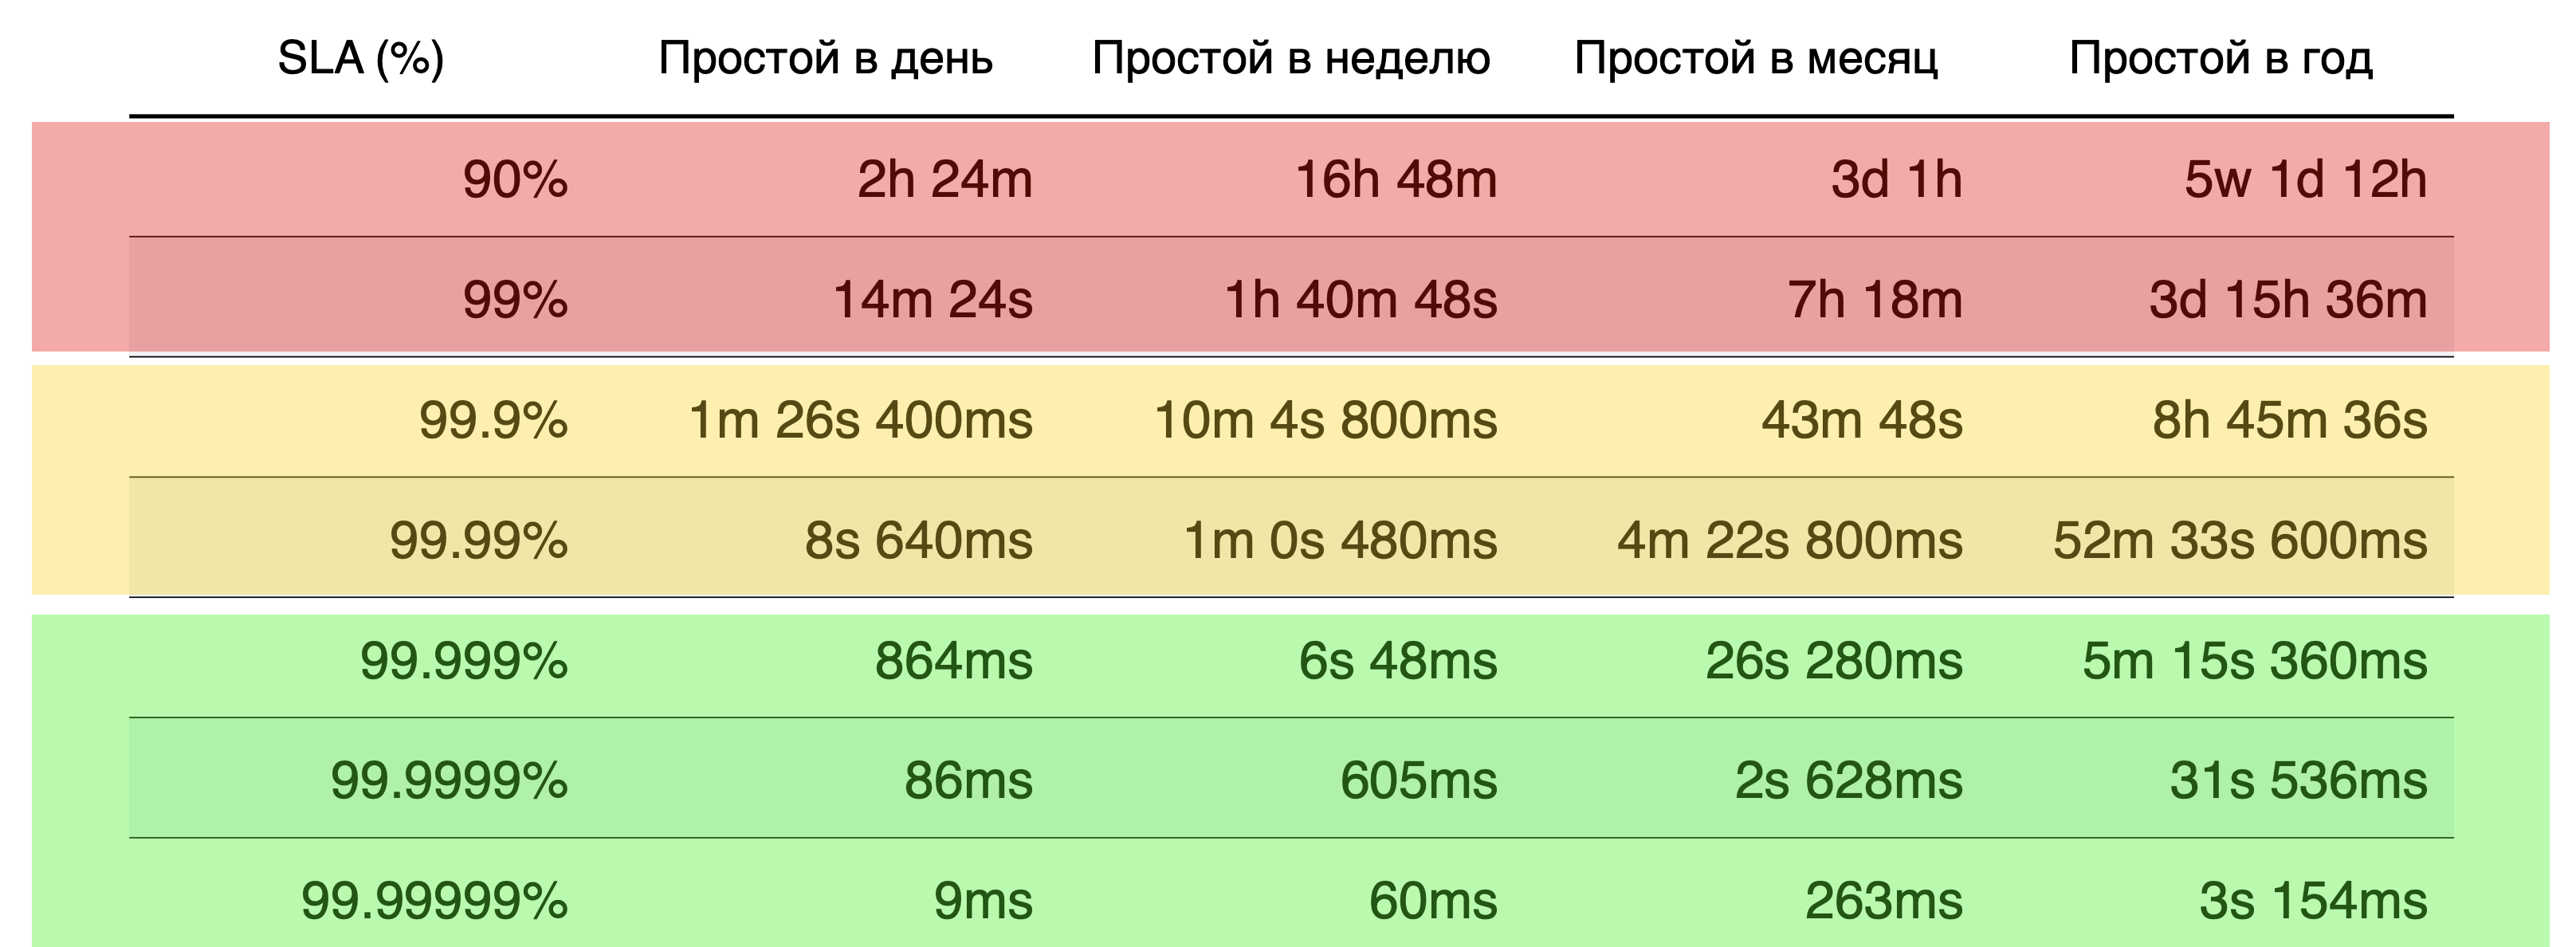 SLA (%) Простой в день Простой в неделю Простой в месяц Простой в год
90% 2h 24m 16h 48m 3d 1h 5w 1d 12h
99% 14m 24s 1h 40m 48s 7h 18m 3d 15h 36m
99.9% 1m 26s 400ms 10m 4s 800ms 43m 48s 8h 45m 36s
99.99% 8s 640ms 1m 0s 480ms 4m 22s 800ms 52m 33s 600ms
99.999% 864ms 6s 48ms 26s 280ms 5m 15s 360ms
99.9999% 86ms 605ms 2s 628ms 31s 536ms
99.99999% 9ms 60ms 263ms 3s 154ms